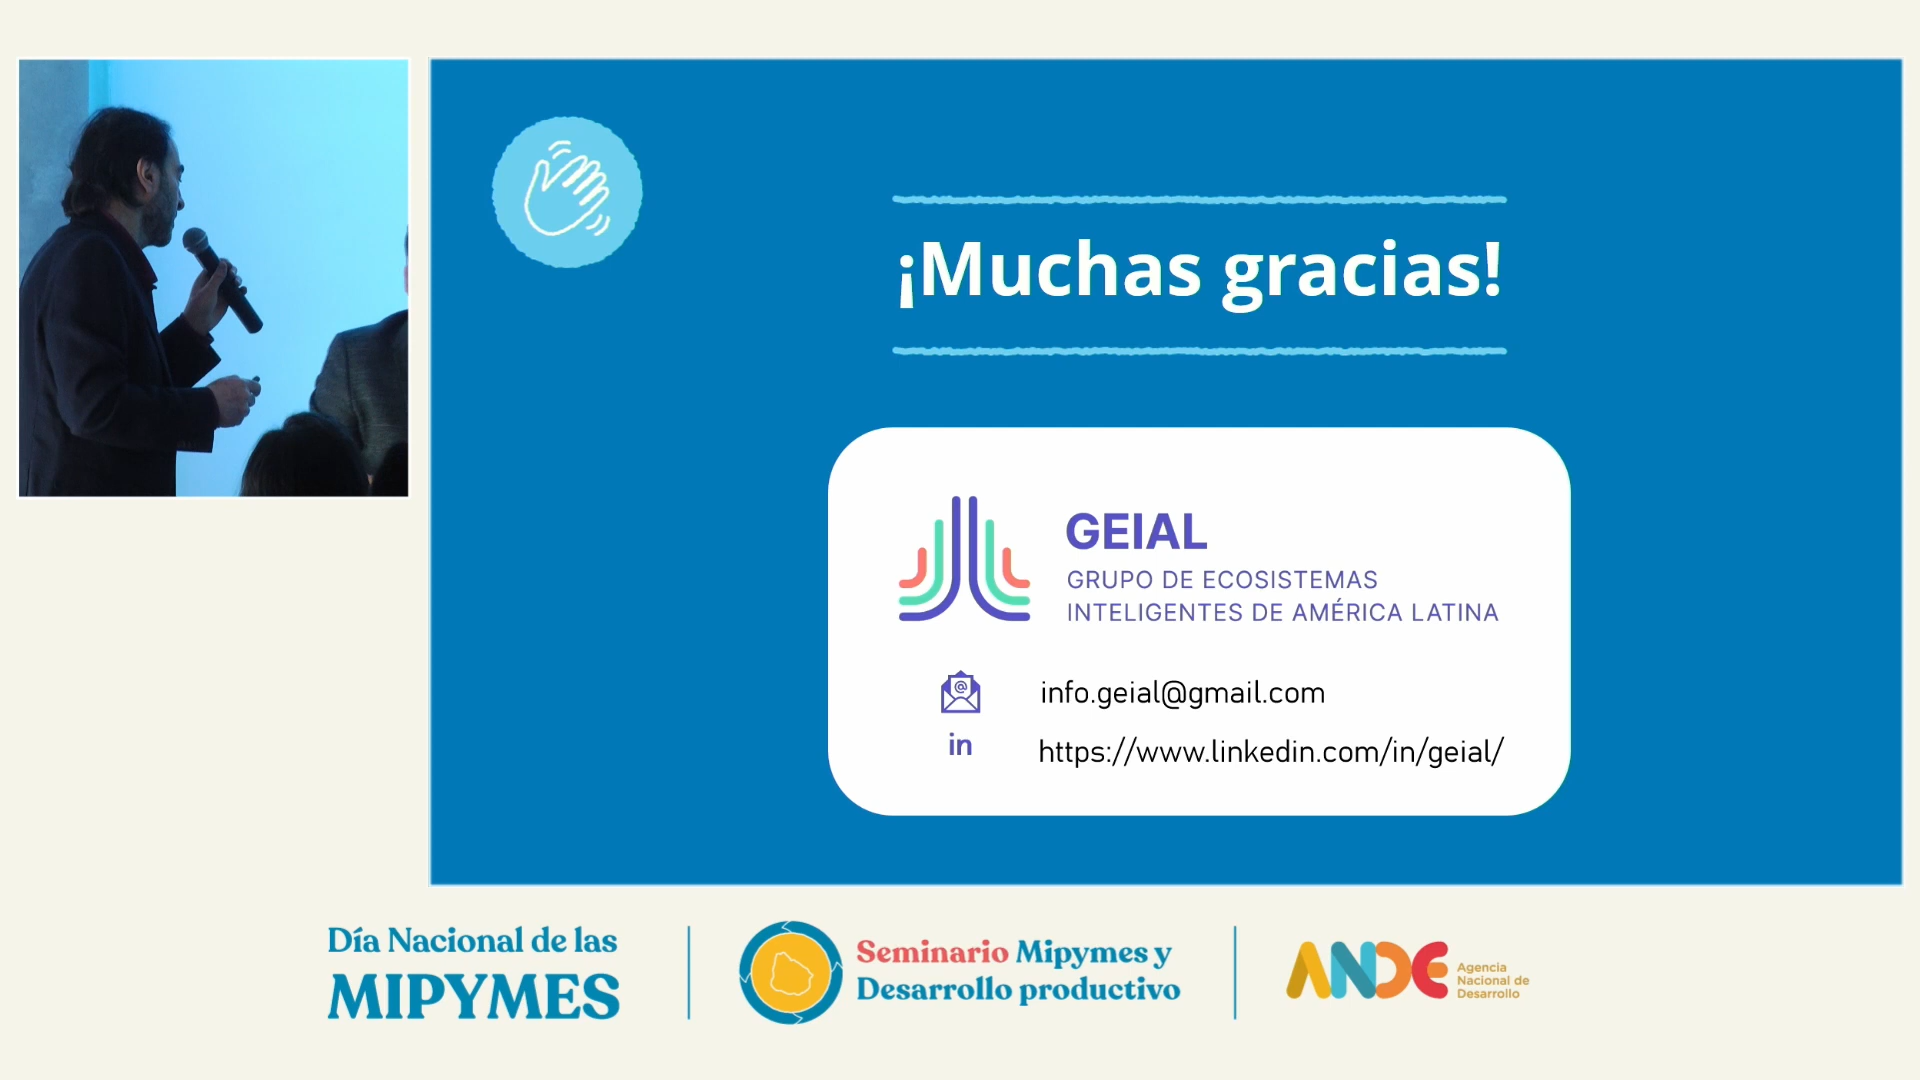 ¡Muchas gracias!
GEIAL
GRUPO DE ECOSISTEMAS
INTELIGENTES DE AMÉRICA LATINA
info.geial@gmail.com
in
https://www.linkedin.com/in/geial/
Día Nacional de las
MIPYMES
Seminario Mipymes y
Desarrollo productivo
ANDE
Agencia
Nacional de
Desarrollo